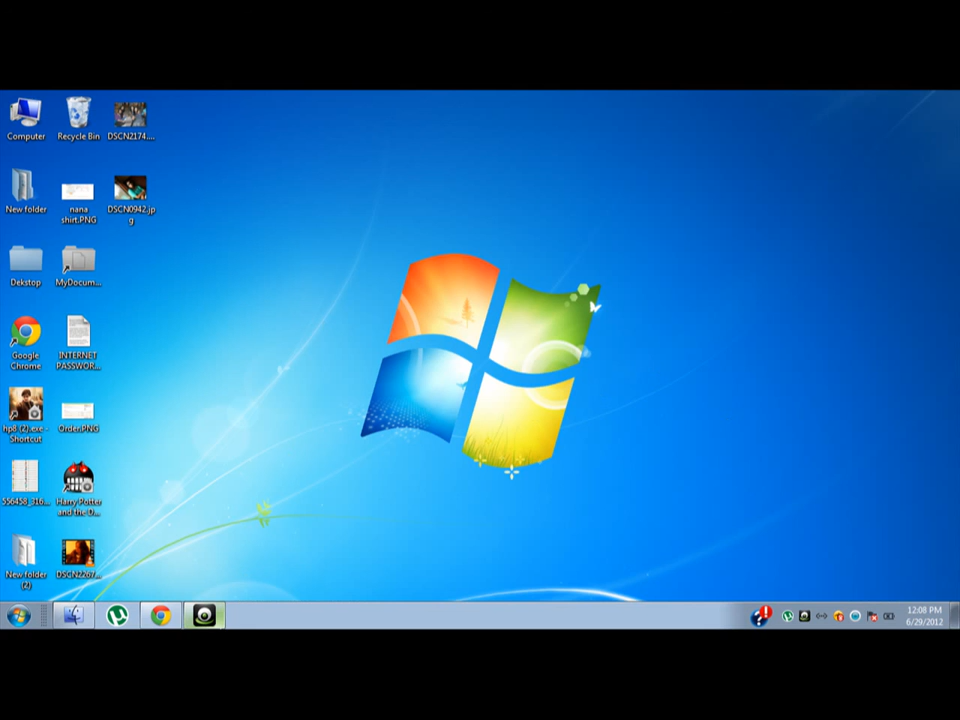 Computer
Recycle Bin
DSCN2174....
New folder
nana
shirt.PNG
DSCN0942.jp
g
Dekstop
MyDocum...
Google
Chrome
INTERNET
PASSWOR...
hp8 (2).exe -
Shortcut
Order.PNG
556458_316...
Harry Potter
and the D...
New folder
(2)
DSCN2267...
12:08 PM
6/29/2012